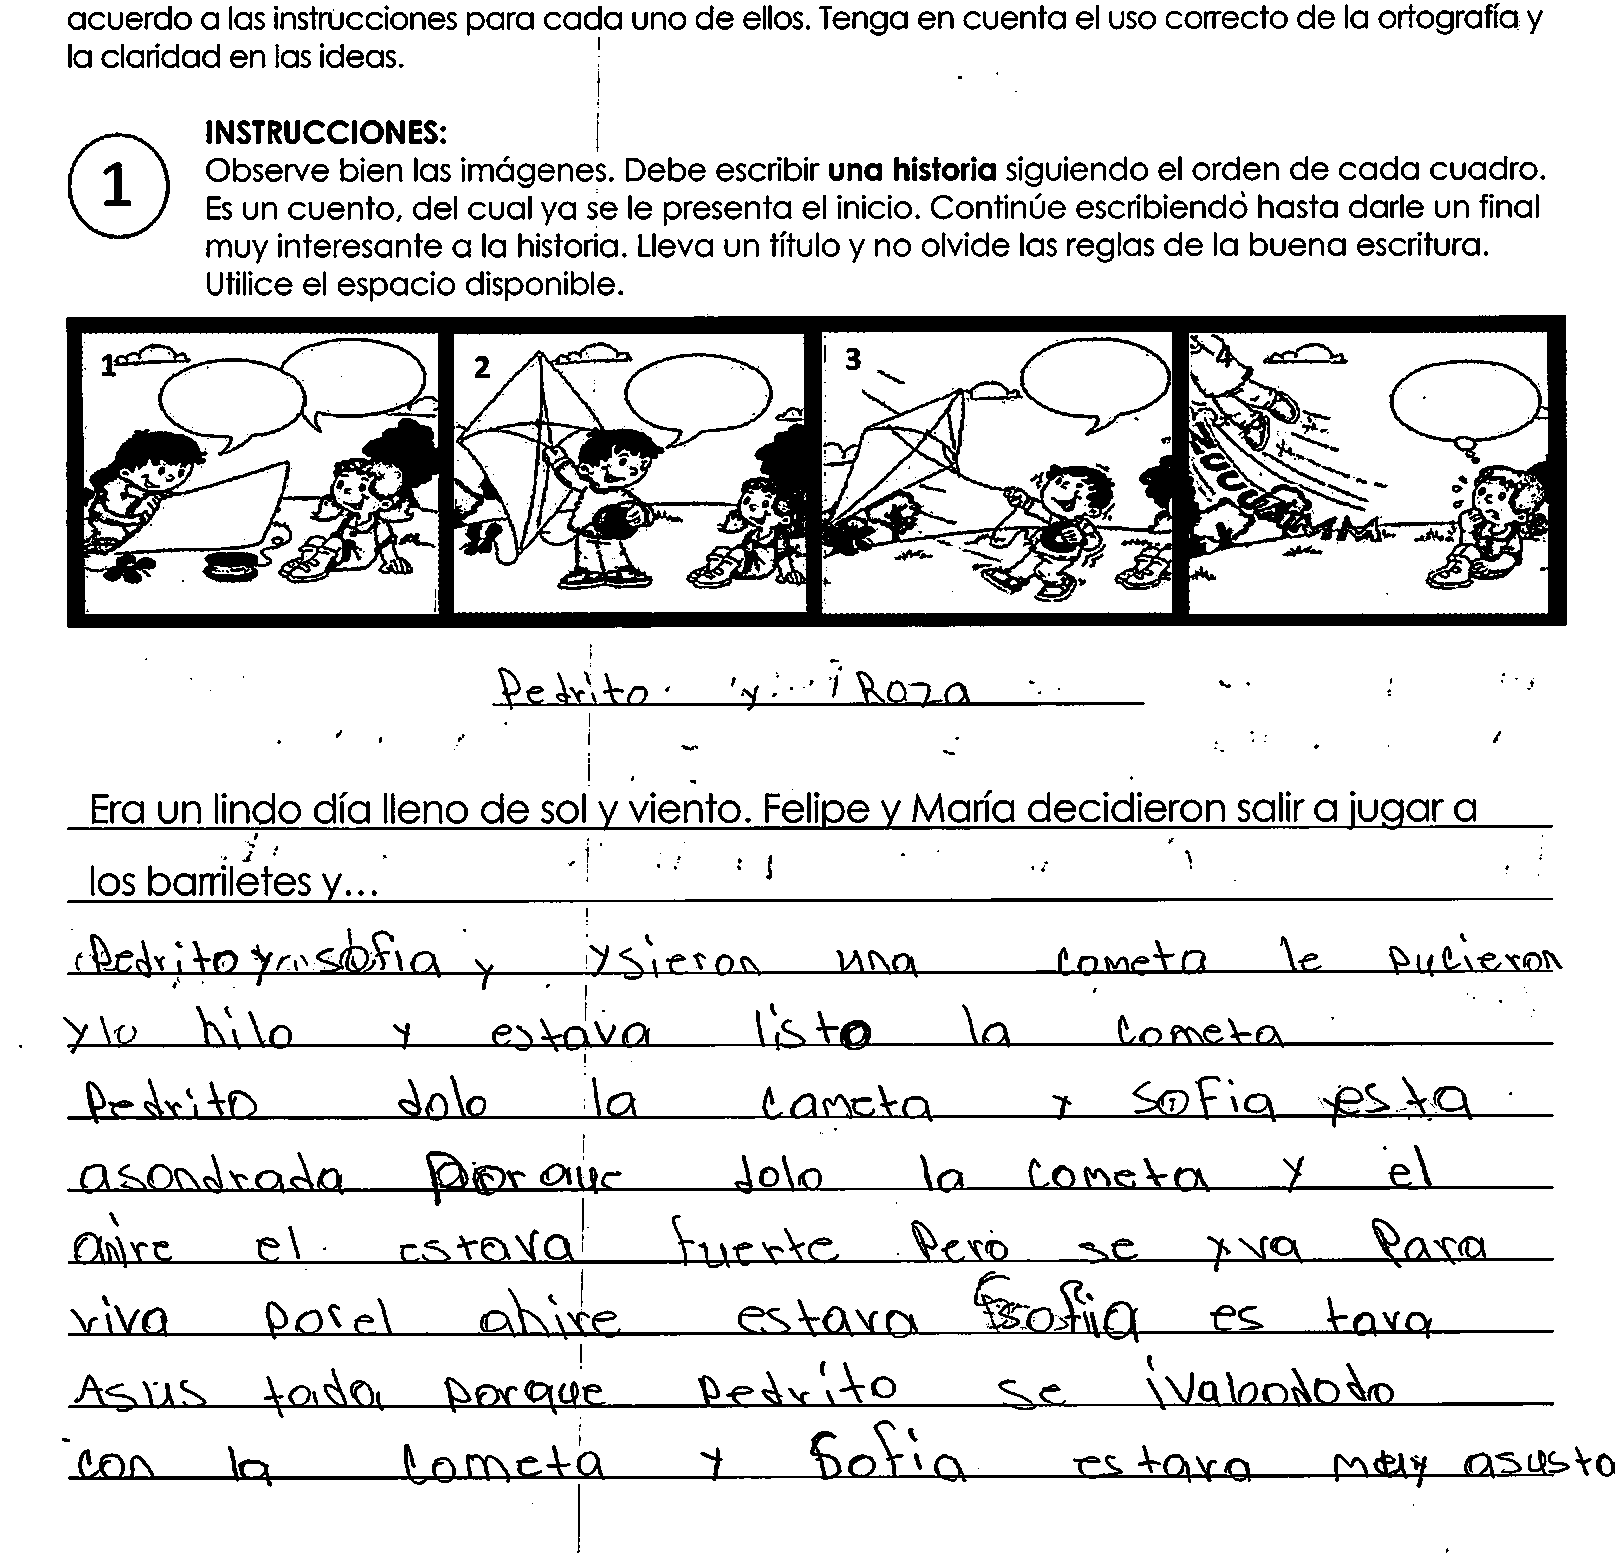 acuerdo a las instrucciones para cada uno de ellos. Tenga en cuenta el uso correcto de la ortografía y
la claridad en las ideas.
INSTRUCCIONES:
1
Observe bien las imágenes. Debe escribir una historia siguiendo el orden de cada cuadro.
Es un cuento, del cual ya se le presenta el inicio. Continúe escribiendo hasta darle un final
muy interesante a la historia. Lleva un título y no olvide las reglas de la buena escritura.
Utilice el espacio disponible.
1 2 3 4
Pedrito y Roza
Era un lindo día lleno de sol y viento. Felipe y María decidieron salir a jugar a
los barriletes y...
Pedrito y sofia y ysieron una cometa le pucieron
hilo y estava listo la cometa
Pedrito dolo la cameta y sofia esta
asondrada porque dolo la cometa y el
el estava fuerte Pero se yva Para
viva porel ahire estava sofiia es tava
Asus tada porque pedrito se
con la cometa y Sofia estava muy asusto